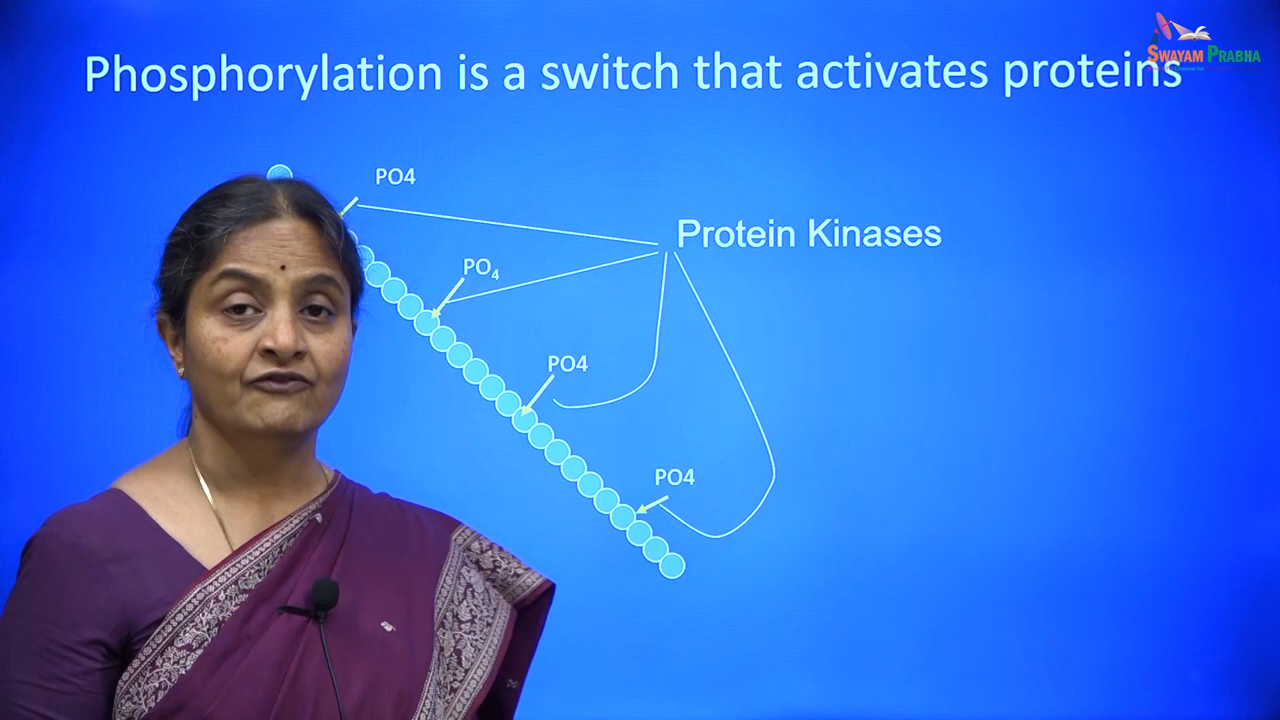 SWAYAM PRABHA
Phosphorylation is a switch that activates proteins
PO4
Protein Kinases
PO₄
PO4
PO4